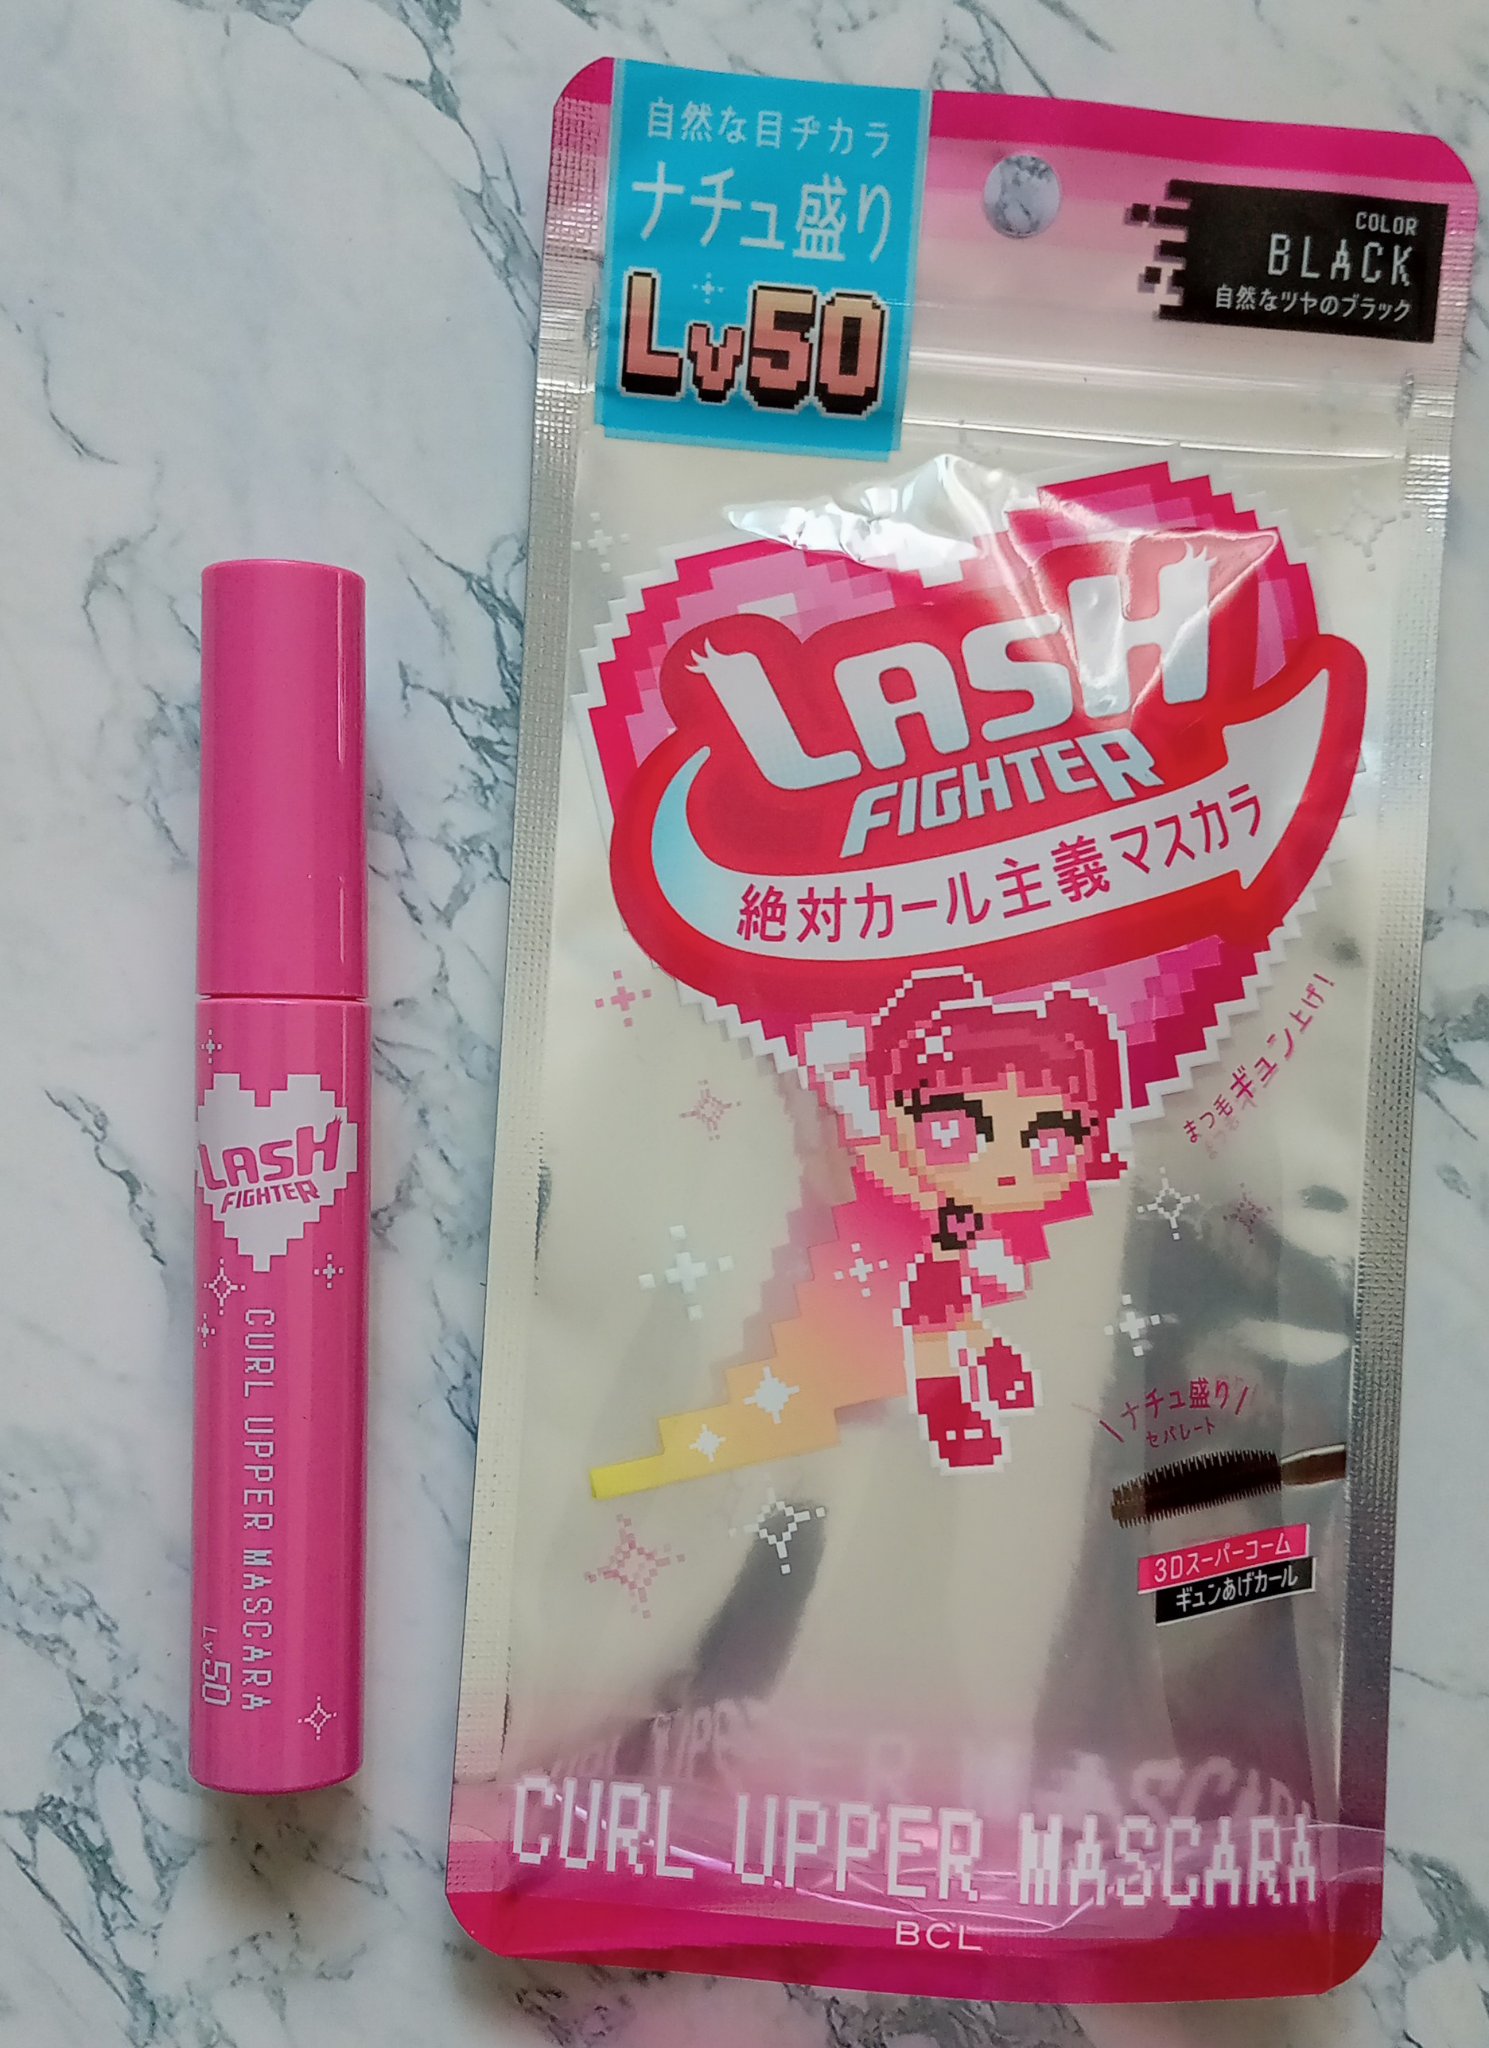 自然な目ヂカラ
ナチュ盛り
Lv50
COLOR
BLACK
自然なツヤのブラック
LASH
FIGHTER
絶対カール主義マスカラ
まつ毛ギュン上げ!
\ナチュ盛り/
セパレート
3Dスーパーコーム
ギュンあげカール
CURL UPPER MASCARA
BCL
LASH
FIGHTER
CURL UPPER MASCARA
Lv.50